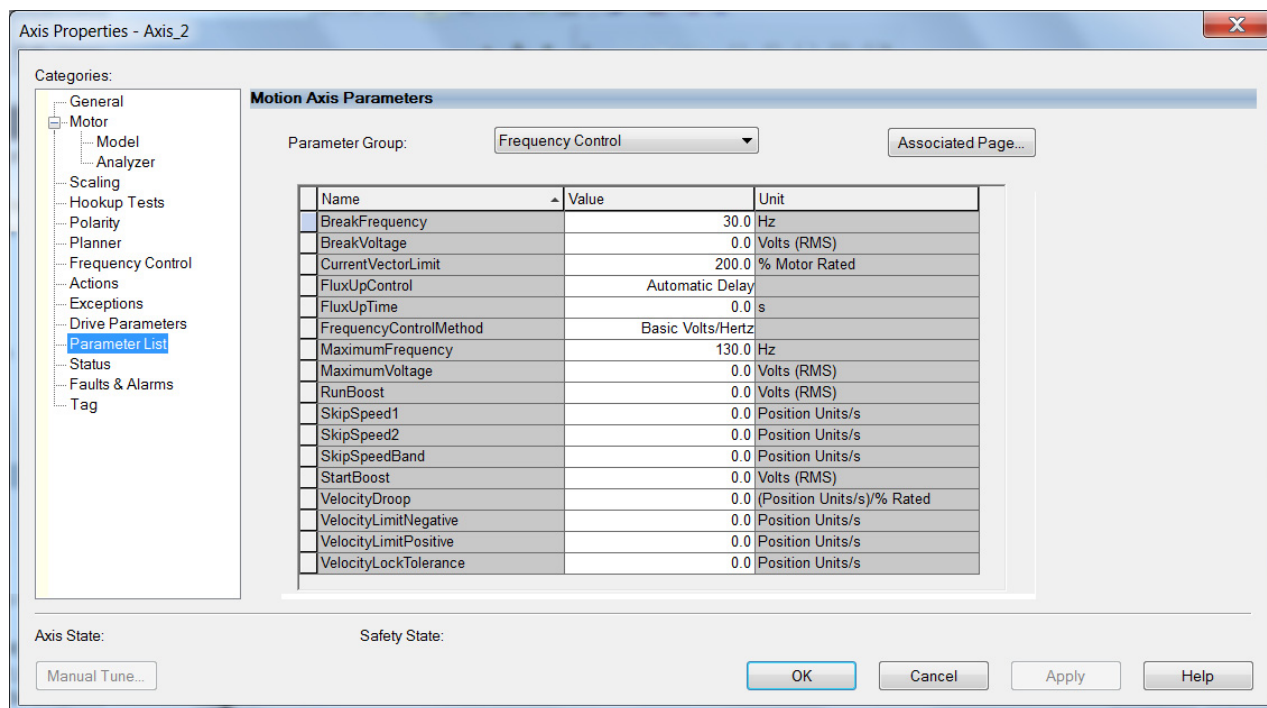 Axis Properties - Axis_2
X
Categories:
General
Motor
Model
Analyzer
Scaling
Hookup Tests
Polarity
Planner
Frequency Control
Actions
Exceptions
Drive Parameters
Parameter List
Status
Faults & Alarms
Tag
Motion Axis Parameters
Parameter Group: Frequency Control Associated Page...
Name Value Unit
BreakFrequency 30.0 Hz
BreakVoltage 0.0 Volts (RMS)
CurrentVectorLimit 200.0 % Motor Rated
FluxUpControl Automatic Delay
FluxUpTime 0.0 s
FrequencyControlMethod Basic Volts/Hertz
MaximumFrequency 130.0 Hz
MaximumVoltage 0.0 Volts (RMS)
RunBoost 0.0 Volts (RMS)
SkipSpeed1 0.0 Position Units/s
SkipSpeed2 0.0 Position Units/s
SkipSpeedBand 0.0 Position Units/s
StartBoost 0.0 Volts (RMS)
VelocityDroop 0.0 (Position Units/s)/% Rated
VelocityLimitNegative 0.0 Position Units/s
VelocityLimitPositive 0.0 Position Units/s
VelocityLockTolerance 0.0 Position Units/s
Axis State: Safety State:
Manual Tune... OK Cancel Apply Help